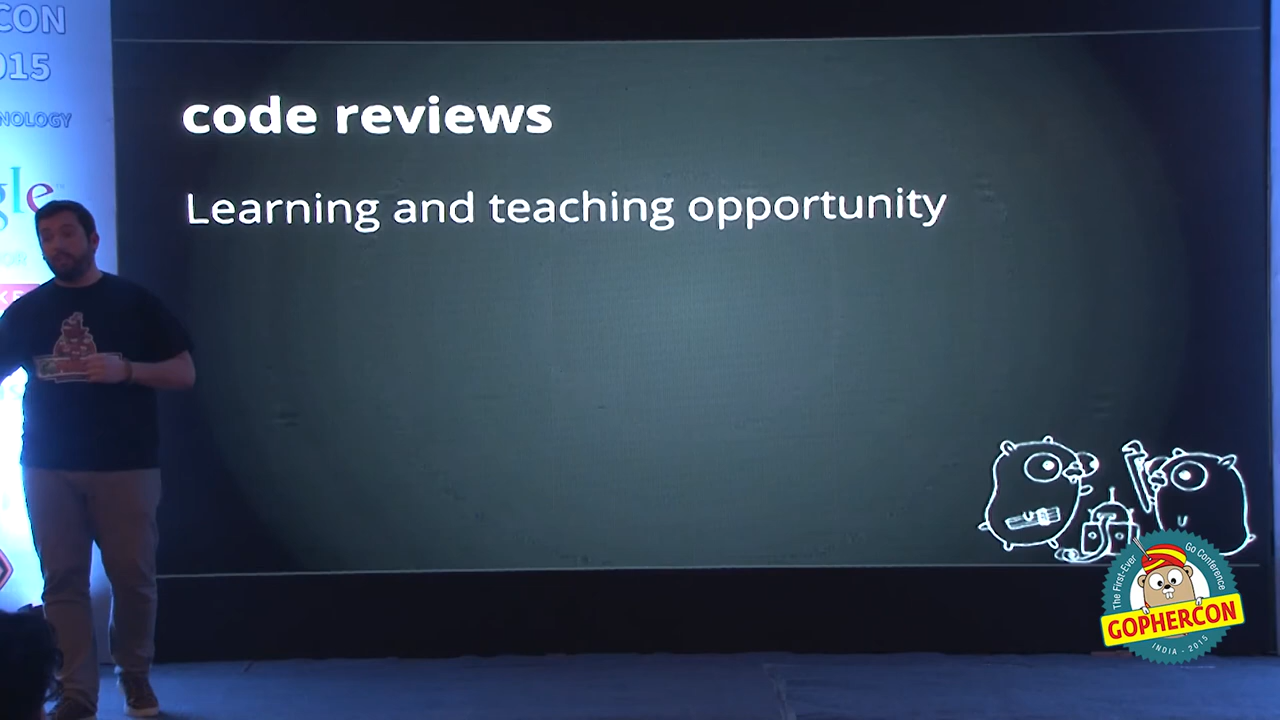 CON
015
NOLOGY
gle
code reviews
Learning and teaching opportunity
The First-Ever Go Conference
GOPHERCON
INDIA - 2015